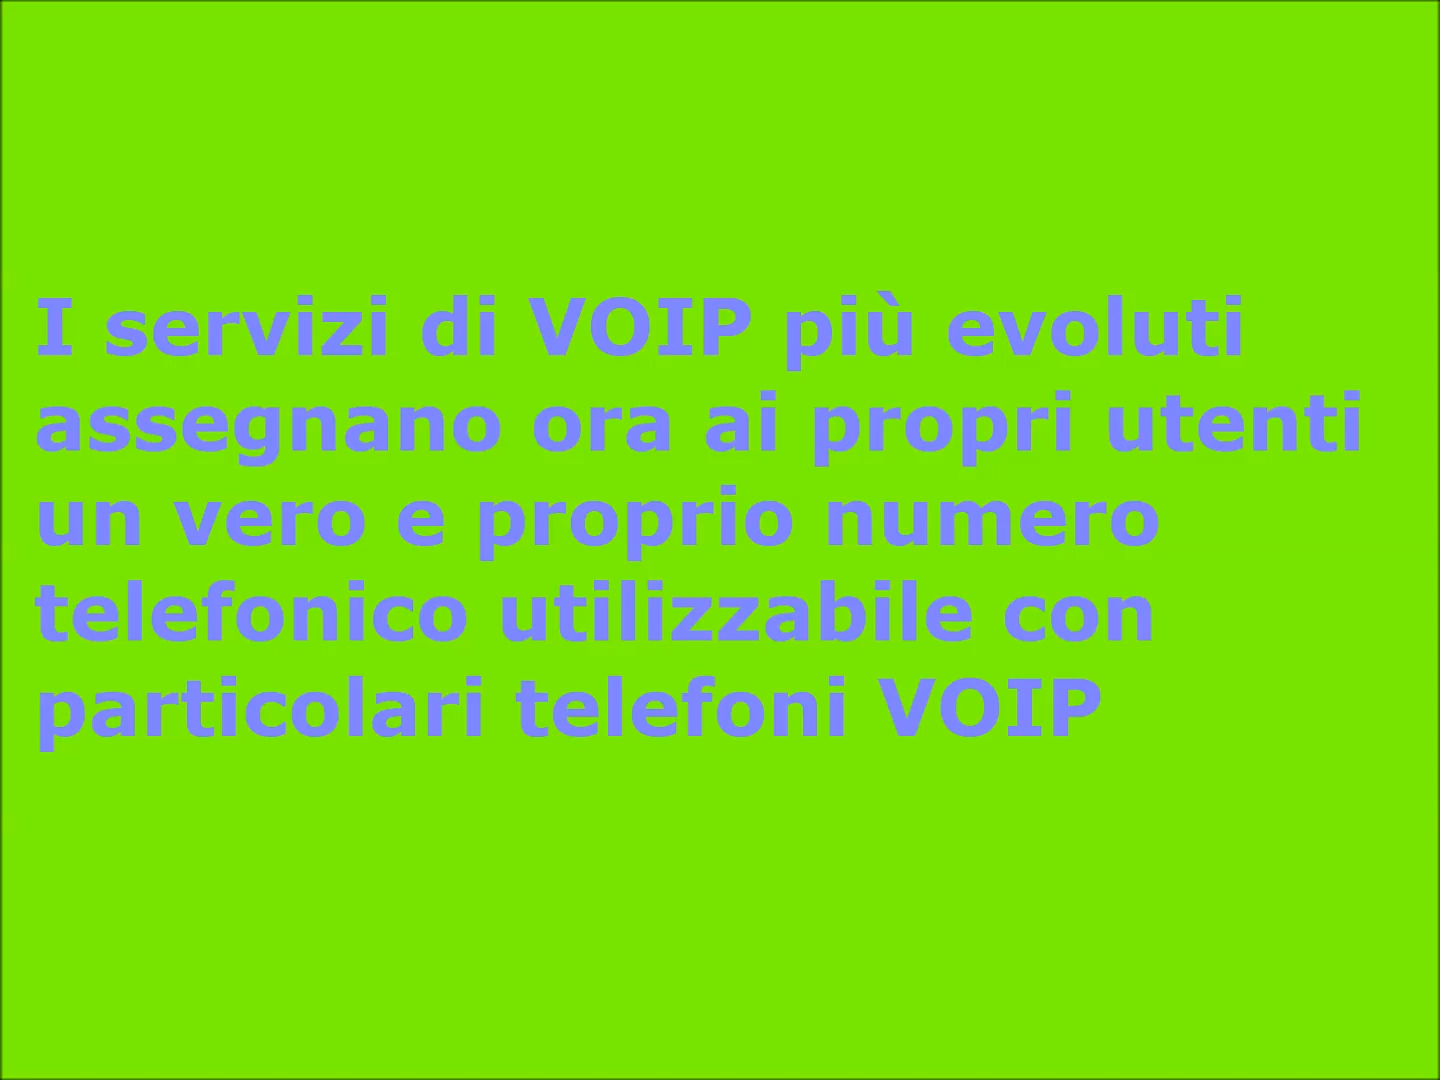 I servizi di VOIP più evoluti
assegnano ora ai propri utenti
un vero e proprio numero
telefonico utilizzabile con
particolari telefoni VOIP